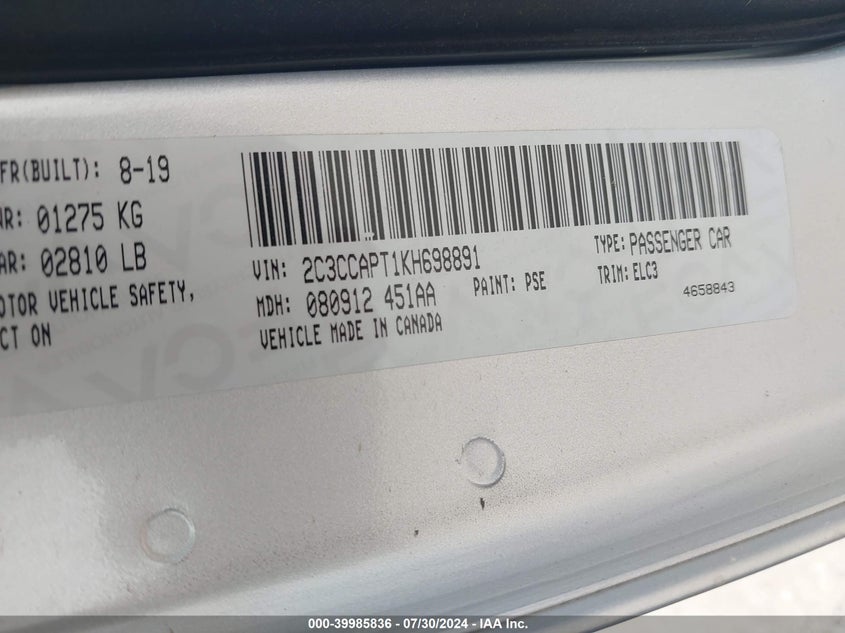 FR(BUILT): 8-19
WR: 01275 KG
AR: 02810 LB
OTOR VEHICLE SAFETY,
CT ON
VIN: 2C3CCAPT1KH698891
TYPE: PASSENGER CAR
MDH: 080912 451AA
PAINT: PSE
TRIM: ELC3
VEHICLE MADE IN CANADA
4658843
000-39985836 - 07/30/2024 - IAA Inc.